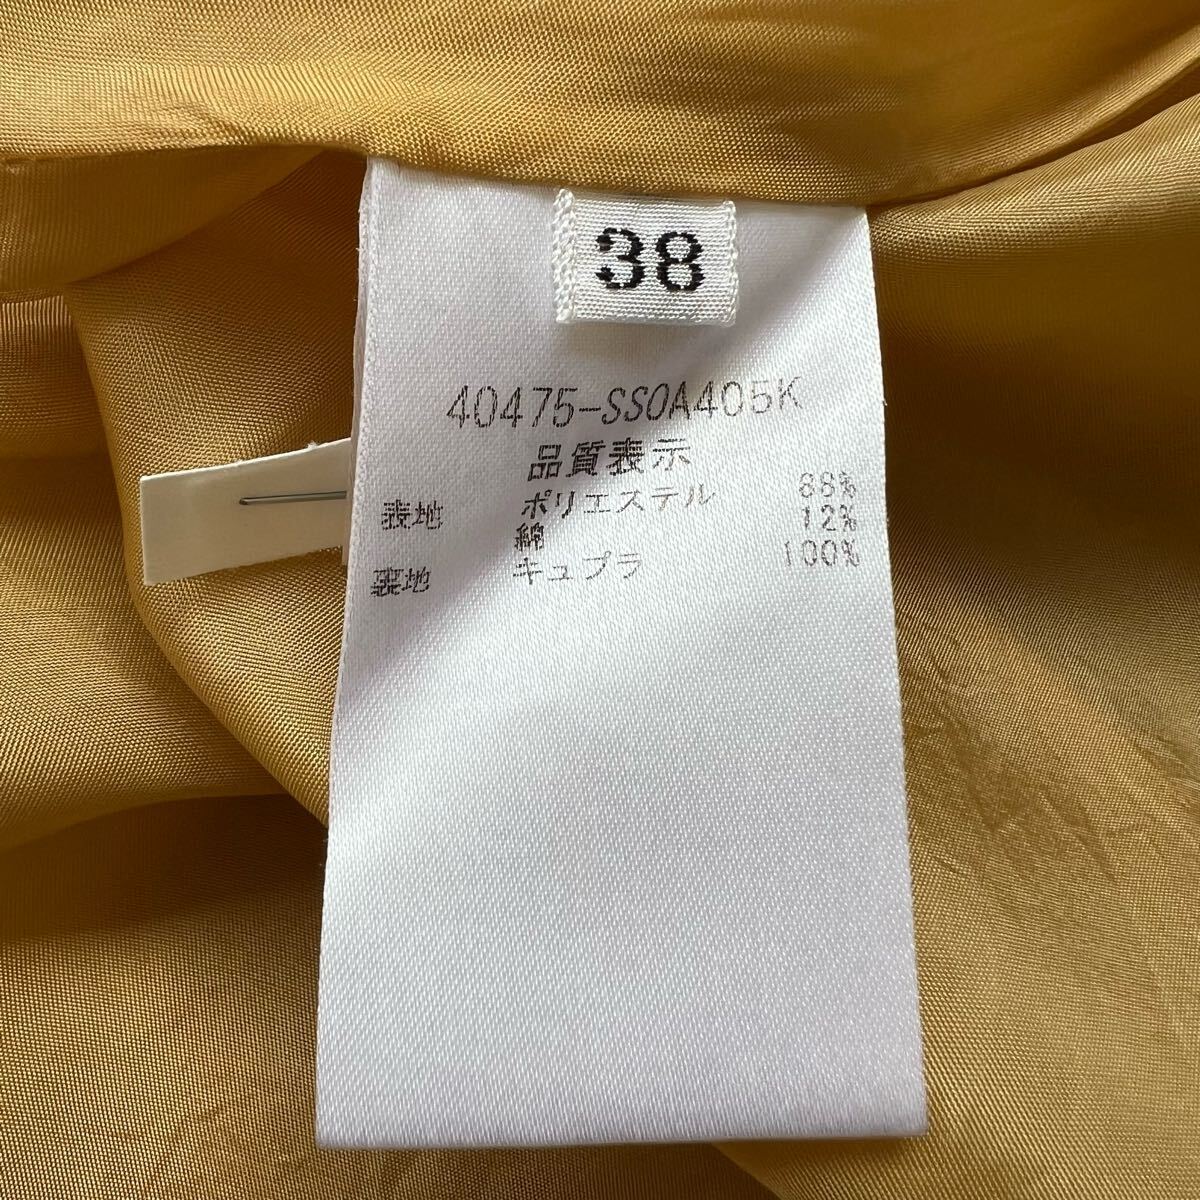 38
40475-SSOA405K
品質表示
表地 ポリエステル 88%
綿 12%
裏地 キュプラ 100%